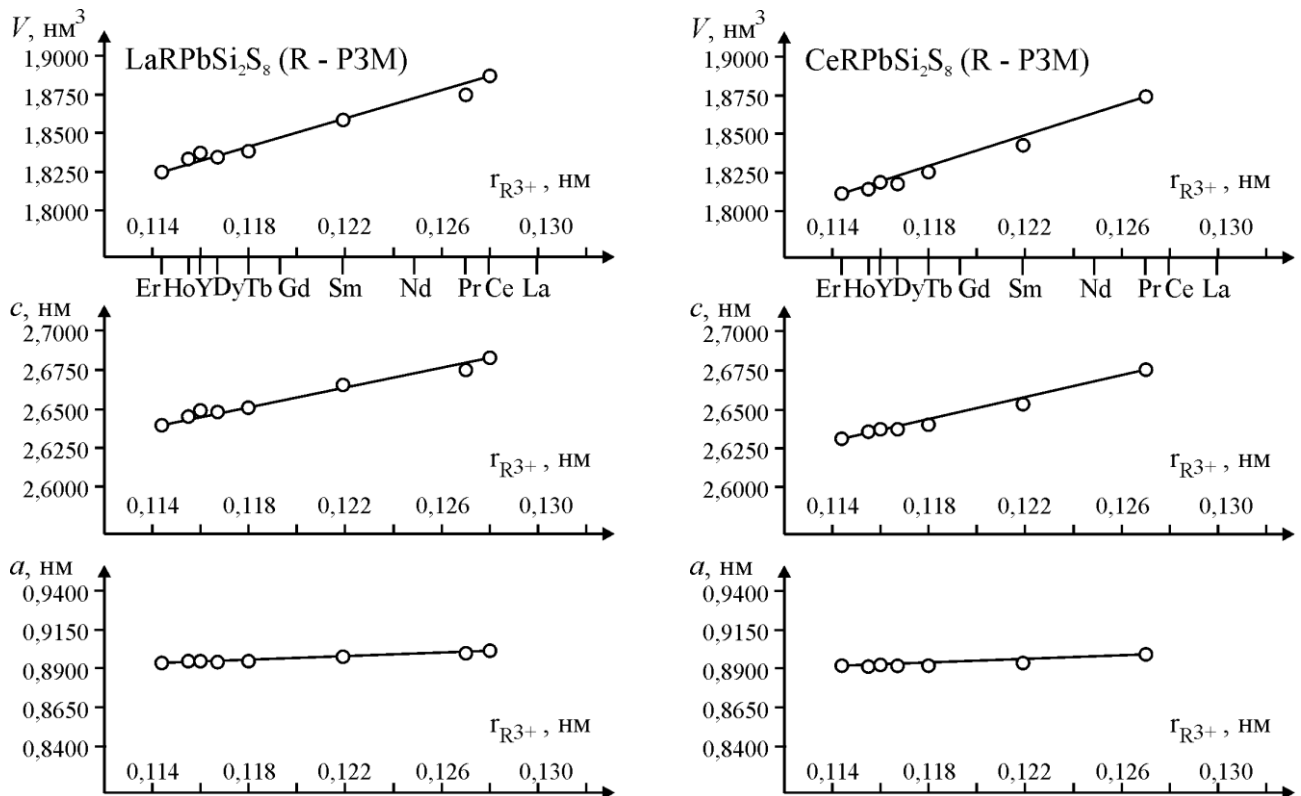 V, нм³
1,9000
LaRPbSi₂S₈ (R - РЗМ)
1,8750
1,8500
1,8250
1,8000
r_R3+ , нм
0,114 0,118 0,122 0,126 0,130
Er Ho Y Dy Tb Gd Sm Nd Pr Ce La
c, нм
2,7000
2,6750
2,6500
2,6250
2,6000
r_R3+ , нм
0,114 0,118 0,122 0,126 0,130
a, нм
0,9400
0,9150
0,8900
0,8650
0,8400
r_R3+ , нм
0,114 0,118 0,122 0,126 0,130
V, нм³
1,9000
CeRPbSi₂S₈ (R - РЗМ)
1,8750
1,8500
1,8250
1,8000
r_R3+ , нм
0,114 0,118 0,122 0,126 0,130
Er Ho Y Dy Tb Gd Sm Nd Pr Ce La
c, нм
2,7000
2,6750
2,6500
2,6250
2,6000
r_R3+ , нм
0,114 0,118 0,122 0,126 0,130
a, нм
0,9400
0,9150
0,8900
0,8650
0,8400
r_R3+ , нм
0,114 0,118 0,122 0,126 0,130